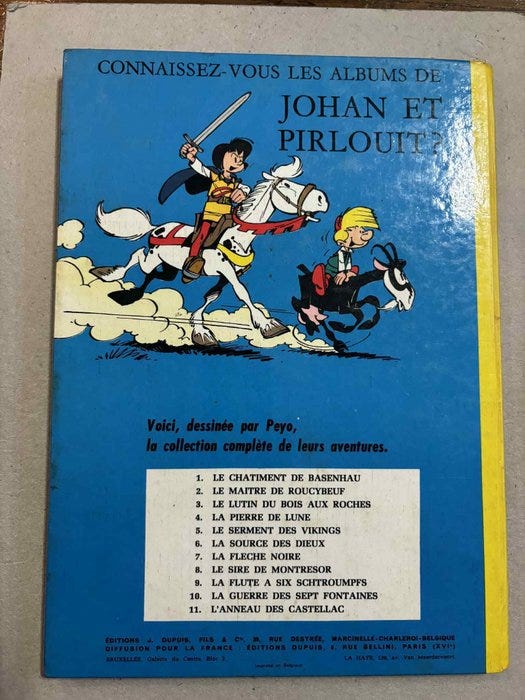 CONNAISSEZ-VOUS LES ALBUMS DE
JOHAN ET
PIRLOUIT?
Voici, dessinée par Peyo,
la collection complète de leurs aventures.
1. LE CHATIMENT DE BASENHAU
2. LE MAITRE DE ROUCYBEUF
3. LE LUTIN DU BOIS AUX ROCHES
4. LA PIERRE DE LUNE
5. LE SERMENT DES VIKINGS
6. LA SOURCE DES DIEUX
7. LA FLECHE NOIRE
8. LE SIRE DE MONTRESOR
9. LA FLUTE A SIX SCHTROUMPFS
10. LA GUERRE DES SEPT FONTAINES
11. L'ANNEAU DES CASTELLAC
ÉDITIONS J. DUPUIS, FILS & Cie, 39, RUE DESTRÉE, MARCINELLE-CHARLEROI-BELGIQUE
DIFFUSION POUR LA FRANCE : ÉDITIONS DUPUIS, 5, RUE BELLINI, PARIS (XVIe)
BRUXELLES, Galerie du Centre, Bloc 2. LA HAYE,
Imprimé en Belgique